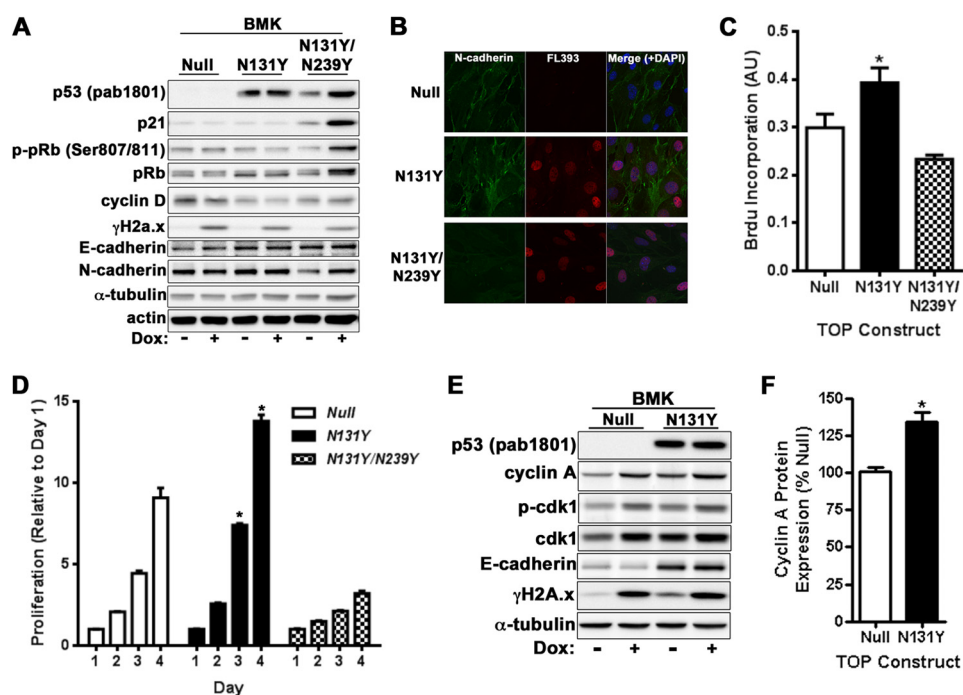 A
BMK
Null N131Y N131Y/
N239Y
p53 (pab1801)
p21
p-pRb (Ser807/811)
pRb
cyclin D
γH2a.x
E-cadherin
N-cadherin
α-tubulin
actin
Dox: - + - + - +
B
N-cadherin FL393 Merge (+DAPI)
Null
N131Y
N131Y/
N239Y
C
Brdu Incorporation (AU)
0.4
0.3
0.2
0.1
0.0
*
Null N131Y N131Y/
N239Y
TOP Construct
D
Proliferation (Relative to Day 1)
15
10
5
0
* *
Null
N131Y
N131Y/N239Y
1 2 3 4 1 2 3 4 1 2 3 4
Day
E
BMK
Null N131Y
p53 (pab1801)
cyclin A
p-cdk1
cdk1
E-cadherin
γH2A.x
α-tubulin
Dox: - + - +
F
Cyclin A Protein
Expression (% Null)
150
125
100
75
50
25
0
*
Null N131Y
TOP Construct